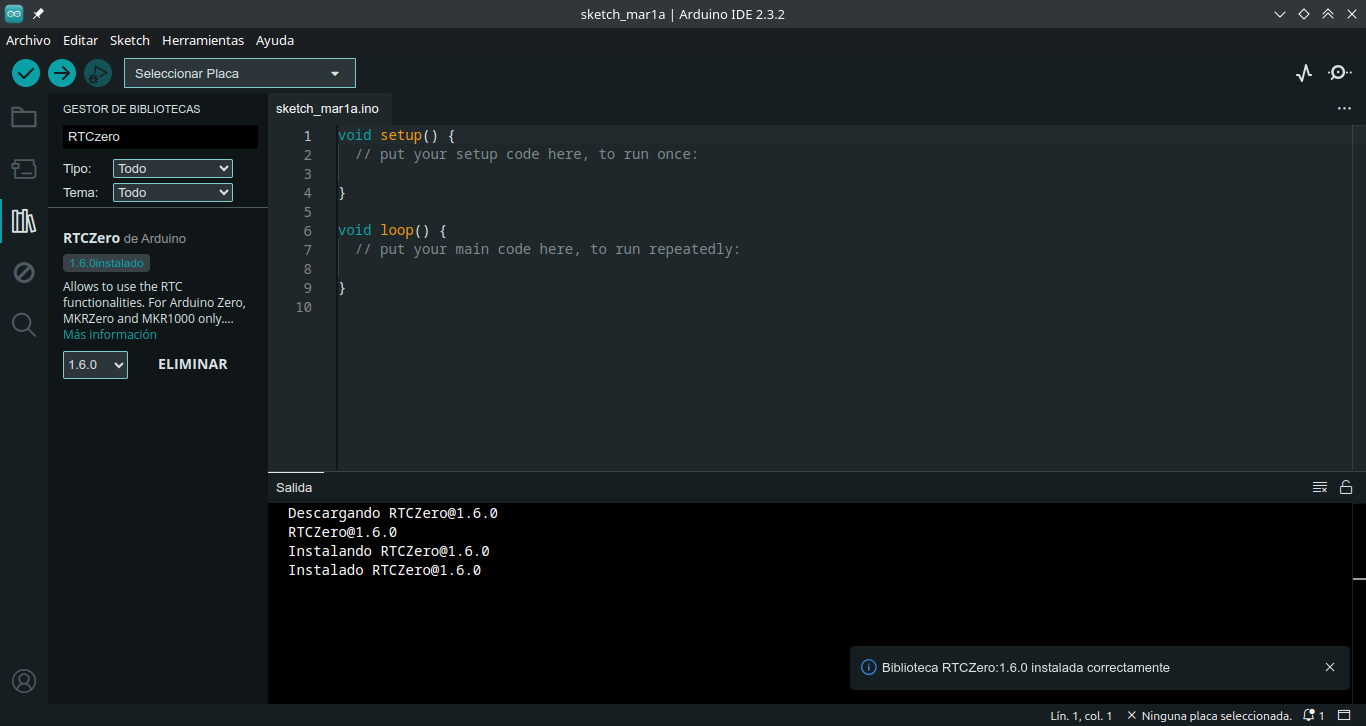 sketch_mar1a | Arduino IDE 2.3.2
Archivo Editar Sketch Herramientas Ayuda
Seleccionar Placa
GESTOR DE BIBLIOTECAS
RTCzero
Tipo: Todo
Tema: Todo
RTCZero de Arduino
1.6.0instalado
Allows to use the RTC
functionalities. For Arduino Zero,
MKRZero and MKR1000 only....
Más información
1.6.0 ELIMINAR
sketch_mar1a.ino
1 void setup() {
2 // put your setup code here, to run once:
3
4 }
5
6 void loop() {
7 // put your main code here, to run repeatedly:
8
9 }
10
Salida
Descargando RTCZero@1.6.0
RTCZero@1.6.0
Instalando RTCZero@1.6.0
Instalado RTCZero@1.6.0
Biblioteca RTCZero:1.6.0 instalada correctamente
Lín. 1, col. 1 Ninguna placa seleccionada. 1